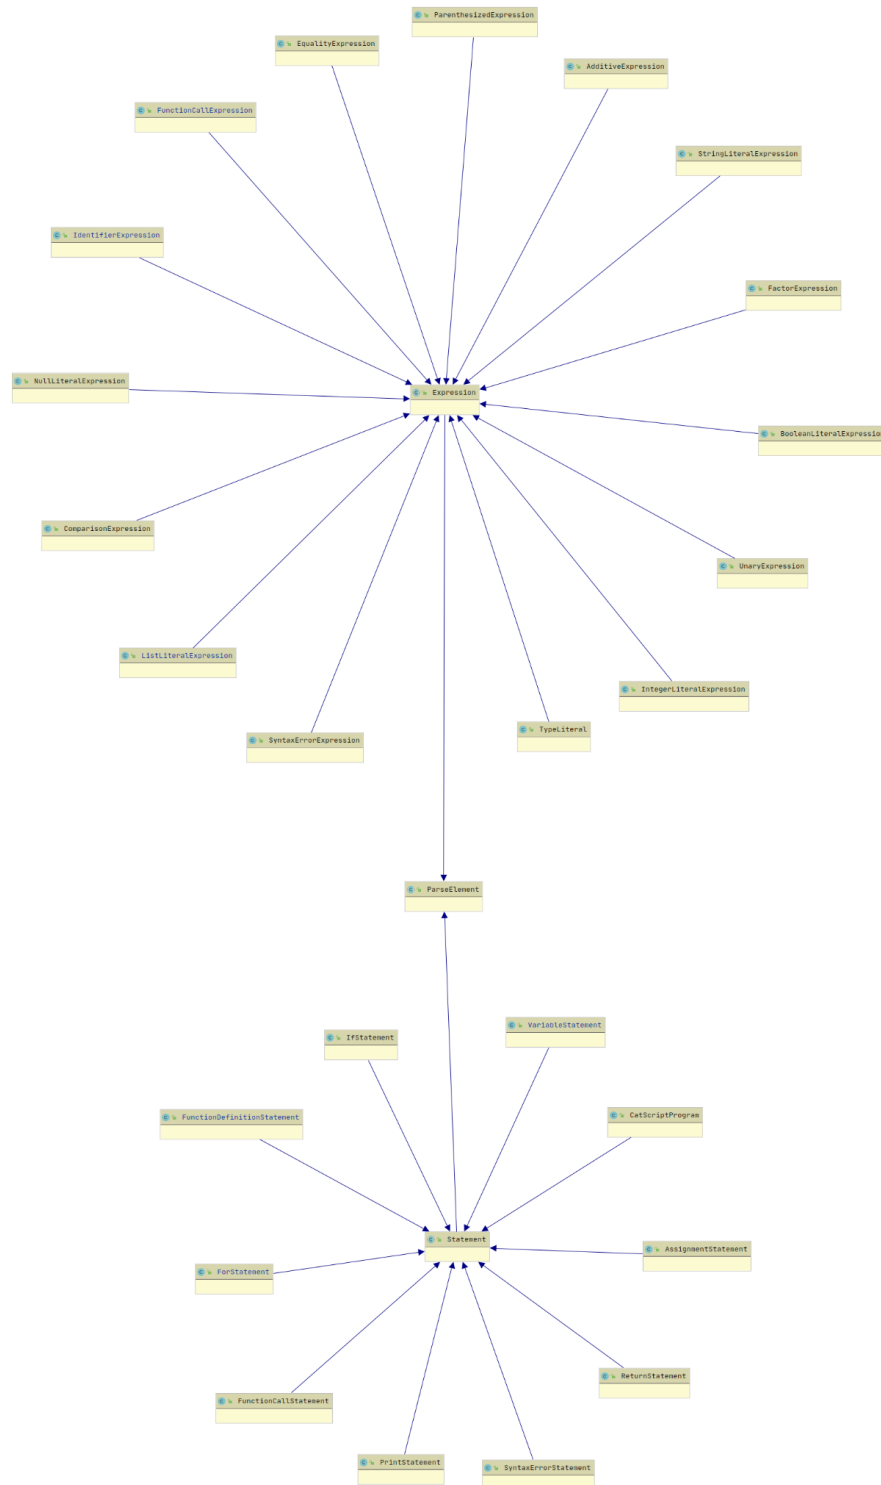 ParenthesizedExpression
EqualityExpression
AdditiveExpression
FunctionCallExpression
StringLiteralExpression
IdentifierExpression
FactorExpression
NullLiteralExpression
Expression
BooleanLiteralExpression
ComparisonExpression
UnaryExpression
ListLiteralExpression
IntegerLiteralExpression
TypeLiteral
SyntaxErrorExpression
ParseElement
VariableStatement
IfStatement
CatScriptProgram
FunctionDefinitionStatement
Statement
AssignmentStatement
ForStatement
ReturnStatement
FunctionCallStatement
PrintStatement
SyntaxErrorStatement